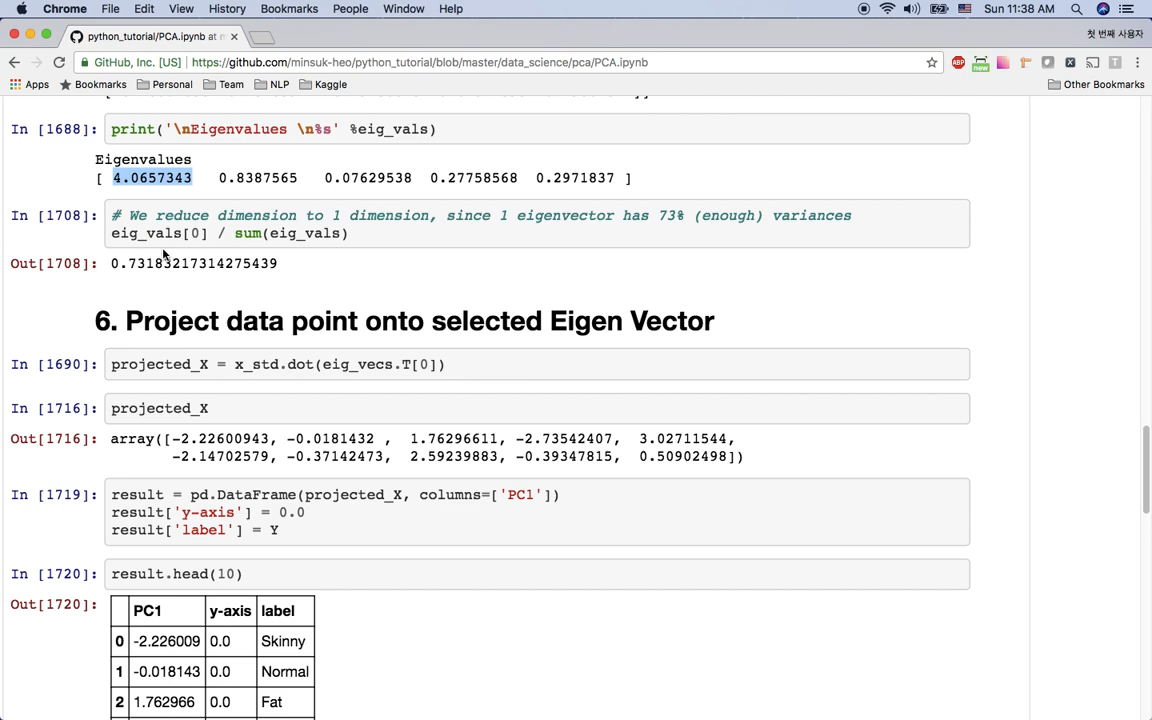 Chrome File Edit View History Bookmarks People Window Help Sun 11:38 AM
python_tutorial/PCA.ipynb at m 첫 번째 사용자
GitHub, Inc. [US] https://github.com/minsuk-heo/python_tutorial/blob/master/data_science/pca/PCA.ipynb
Apps Bookmarks Personal Team NLP Kaggle Other Bookmarks
In [1688]: print('\nEigenvalues \n%s' %eig_vals)
Eigenvalues
[ 4.0657343 0.8387565 0.07629538 0.27758568 0.2971837 ]
In [1708]: # We reduce dimension to 1 dimension, since 1 eigenvector has 73% (enough) variances
eig_vals[0] / sum(eig_vals)
Out[1708]: 0.73183217314275439
6. Project data point onto selected Eigen Vector
In [1690]: projected_X = x_std.dot(eig_vecs.T[0])
In [1716]: projected_X
Out[1716]: array([-2.22600943, -0.0181432 , 1.76296611, -2.73542407, 3.02711544,
-2.14702579, -0.37142473, 2.59239883, -0.39347815, 0.50902498])
In [1719]: result = pd.DataFrame(projected_X, columns=['PC1'])
result['y-axis'] = 0.0
result['label'] = Y
In [1720]: result.head(10)
Out[1720]:
PC1 y-axis label
0 -2.226009 0.0 Skinny
1 -0.018143 0.0 Normal
2 1.762966 0.0 Fat